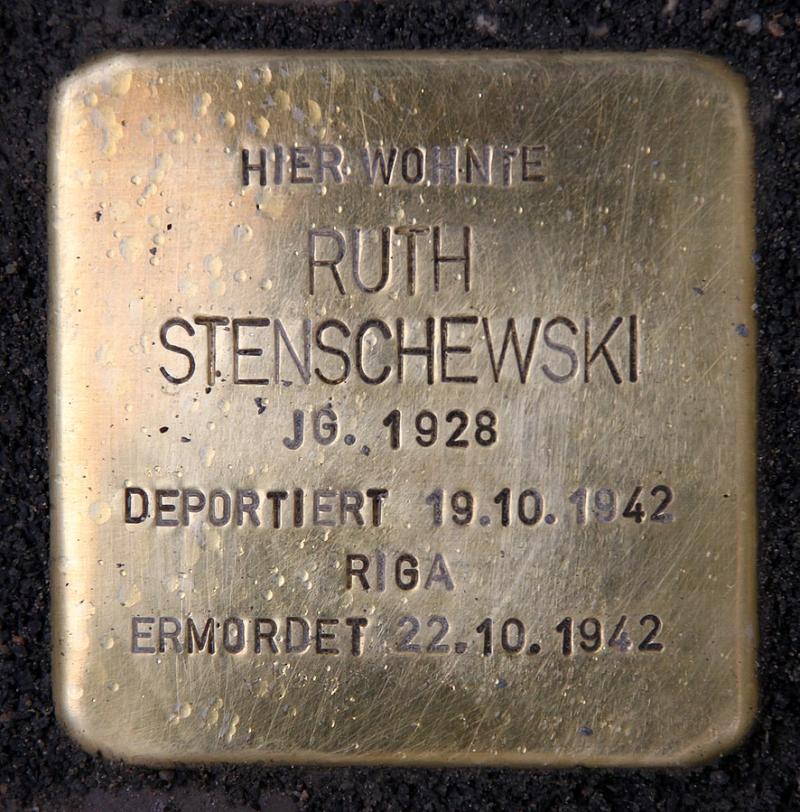 HIER WOHNTE
RUTH
STENSCHEWSKI
JG. 1928
DEPORTIERT 19.10.1942
RIGA
ERMORDET 22.10.1942